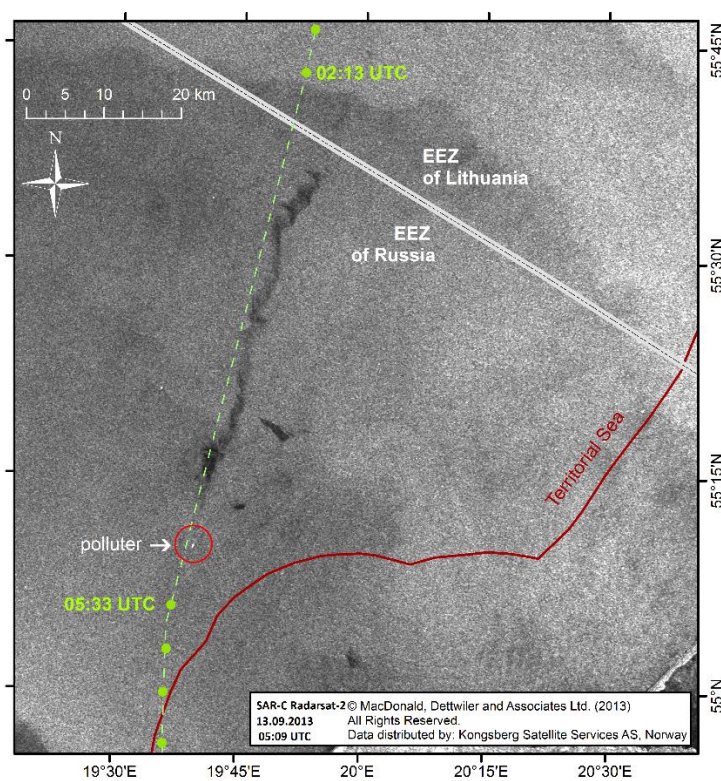 55°45'N
02:13 UTC
0 5 10 20 km
N
EEZ
of Lithuania
EEZ
of Russia
55°30'N
Territorial Sea
55°15'N
polluter
05:33 UTC
55°N
SAR-C Radarsat-2 © MacDonald, Dettwiler and Associates Ltd. (2013)
13.09.2013 All Rights Reserved.
05:09 UTC Data distributed by: Kongsberg Satellite Services AS, Norway
19°30'E 19°45'E 20°E 20°15'E 20°30'E